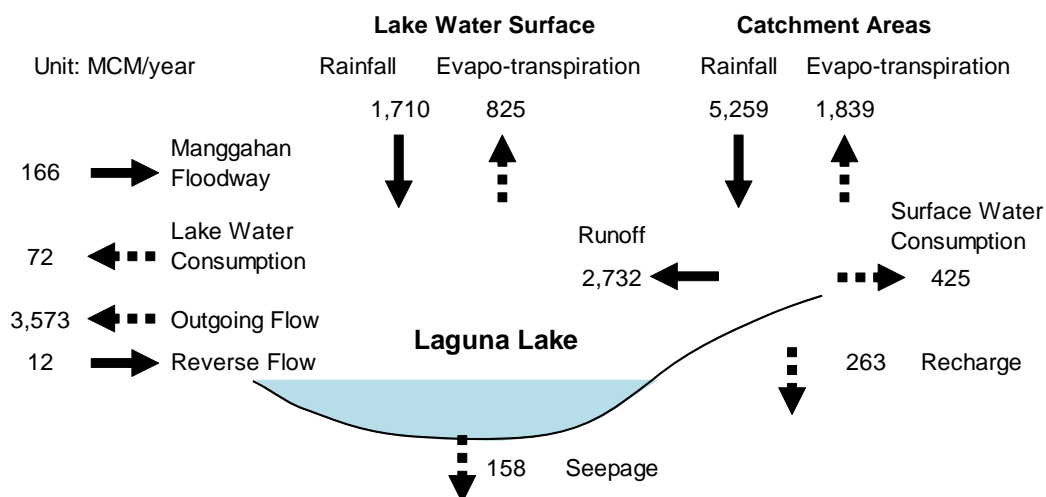 Lake Water Surface Catchment Areas
Unit: MCM/year Rainfall Evapo-transpiration Rainfall Evapo-transpiration
1,710 825 5,259 1,839
166 Manggahan
Floodway
72 Lake Water
Consumption
3,573 Outgoing Flow
12 Reverse Flow
Runoff
2,732
Surface Water
Consumption
425
Laguna Lake
263 Recharge
158 Seepage